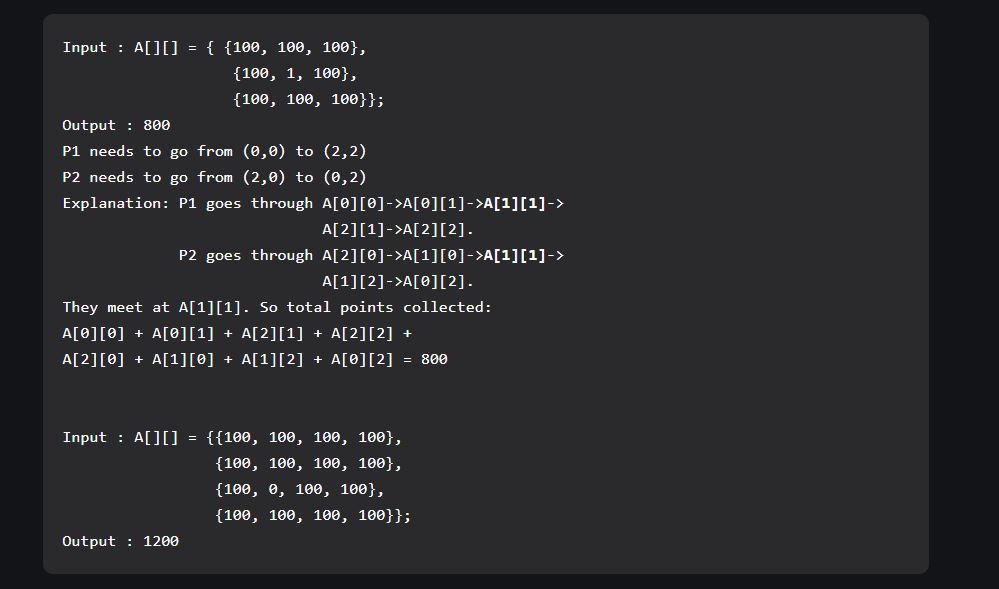 Input : A[][] = { {100, 100, 100},
{100, 1, 100},
{100, 100, 100}};
Output : 800
P1 needs to go from (0,0) to (2,2)
P2 needs to go from (2,0) to (0,2)
Explanation: P1 goes through A[0][0]->A[0][1]->A[1][1]->
A[2][1]->A[2][2].
P2 goes through A[2][0]->A[1][0]->A[1][1]->
A[1][2]->A[0][2].
They meet at A[1][1]. So total points collected:
A[0][0] + A[0][1] + A[2][1] + A[2][2] +
A[2][0] + A[1][0] + A[1][2] + A[0][2] = 800
Input : A[][] = {{100, 100, 100, 100},
{100, 100, 100, 100},
{100, 0, 100, 100},
{100, 100, 100, 100}};
Output : 1200